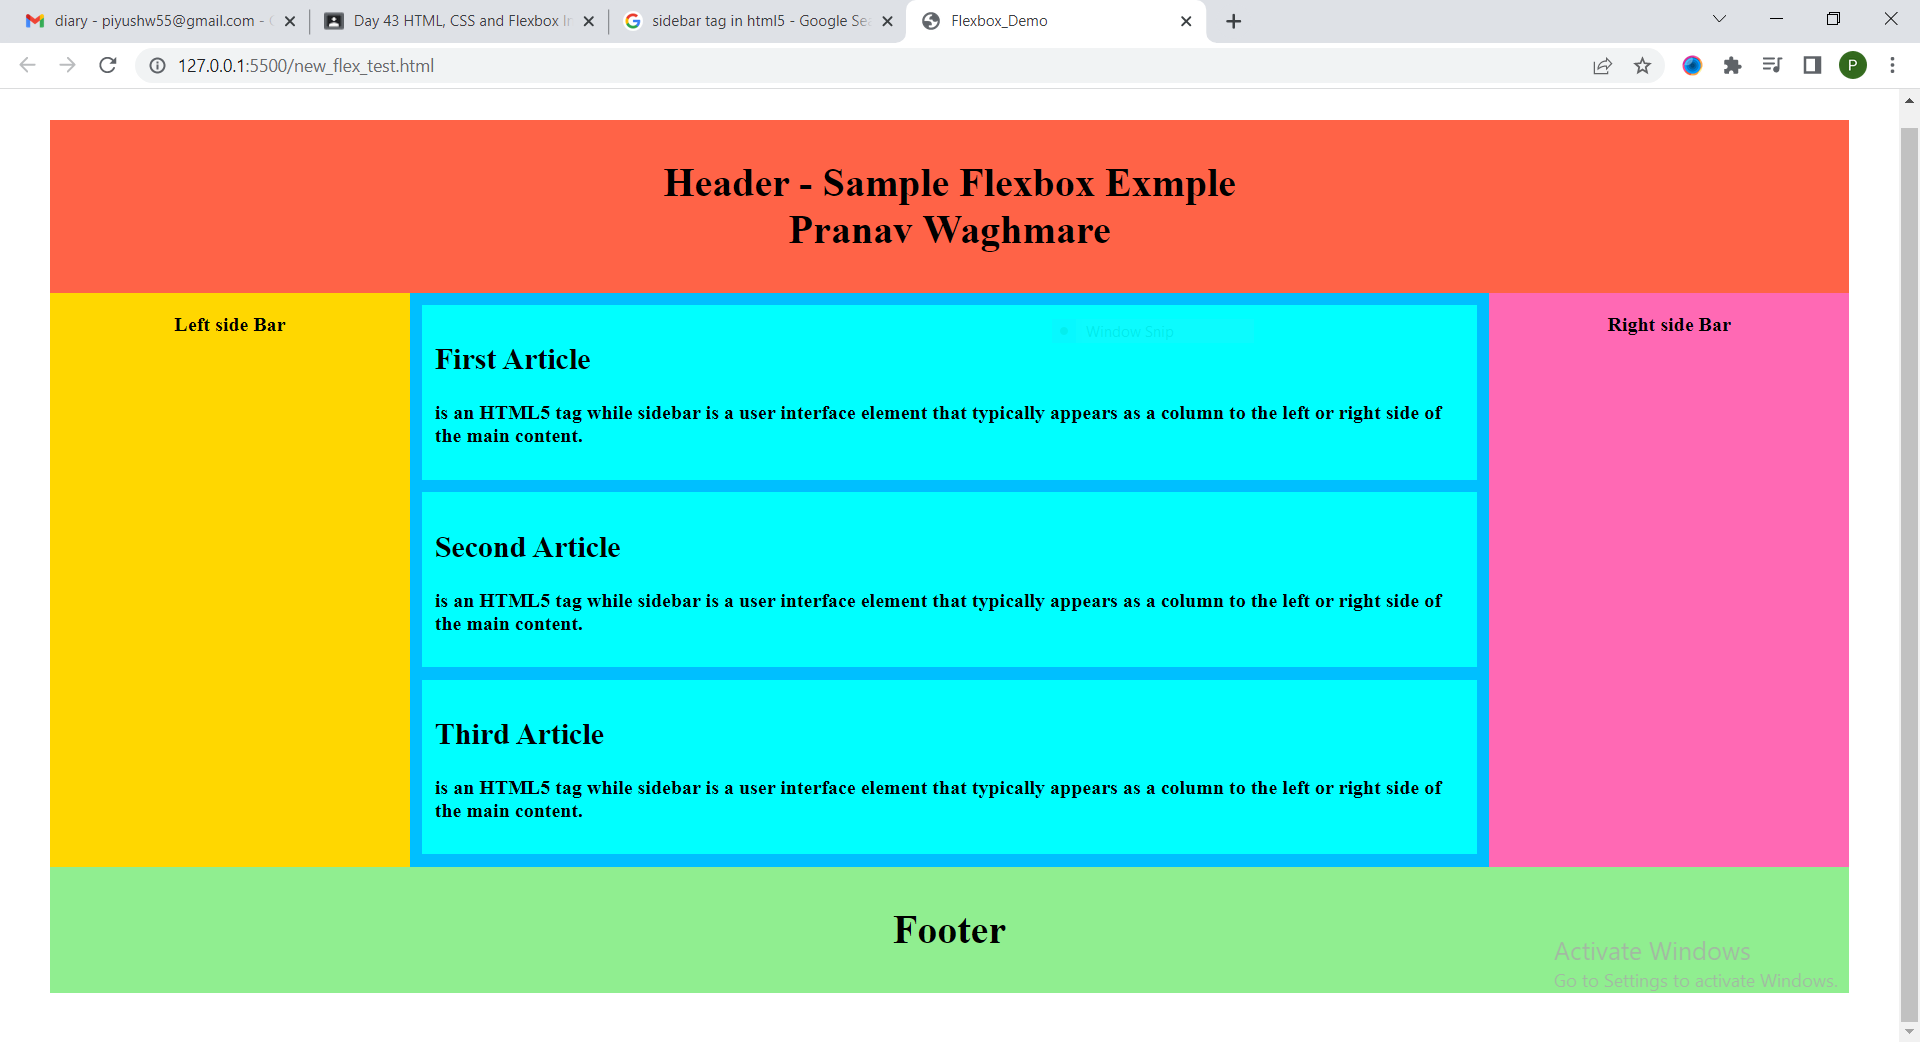 diary - piyushw55@gmail.com -
Day 43 HTML, CSS and Flexbox
sidebar tag in html5 - Google
Flexbox_Demo
127.0.0.1:5500/new_flex_test.html
P
Header - Sample Flexbox Exmple
Pranav Waghmare
Left side Bar
Window Snip
First Article
is an HTML5 tag while sidebar is a user interface element that typically appears as a column to the left or right side of
the main content.
Second Article
is an HTML5 tag while sidebar is a user interface element that typically appears as a column to the left or right side of
the main content.
Third Article
is an HTML5 tag while sidebar is a user interface element that typically appears as a column to the left or right side of
the main content.
Right side Bar
Footer
Activate Windows
Go to Settings to activate Windows.